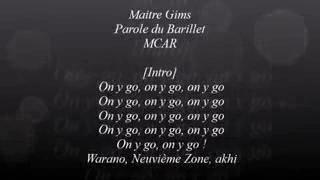 Maitre Gims
Parole du Barillet
MCAR
[Intro]
On y go, on y go, on y go
On y go, on y go, on y go
On y go, on y go, on y go
On y go, on y go, on y go
On y go, on y go !
Warano, Neuvième Zone, akhi